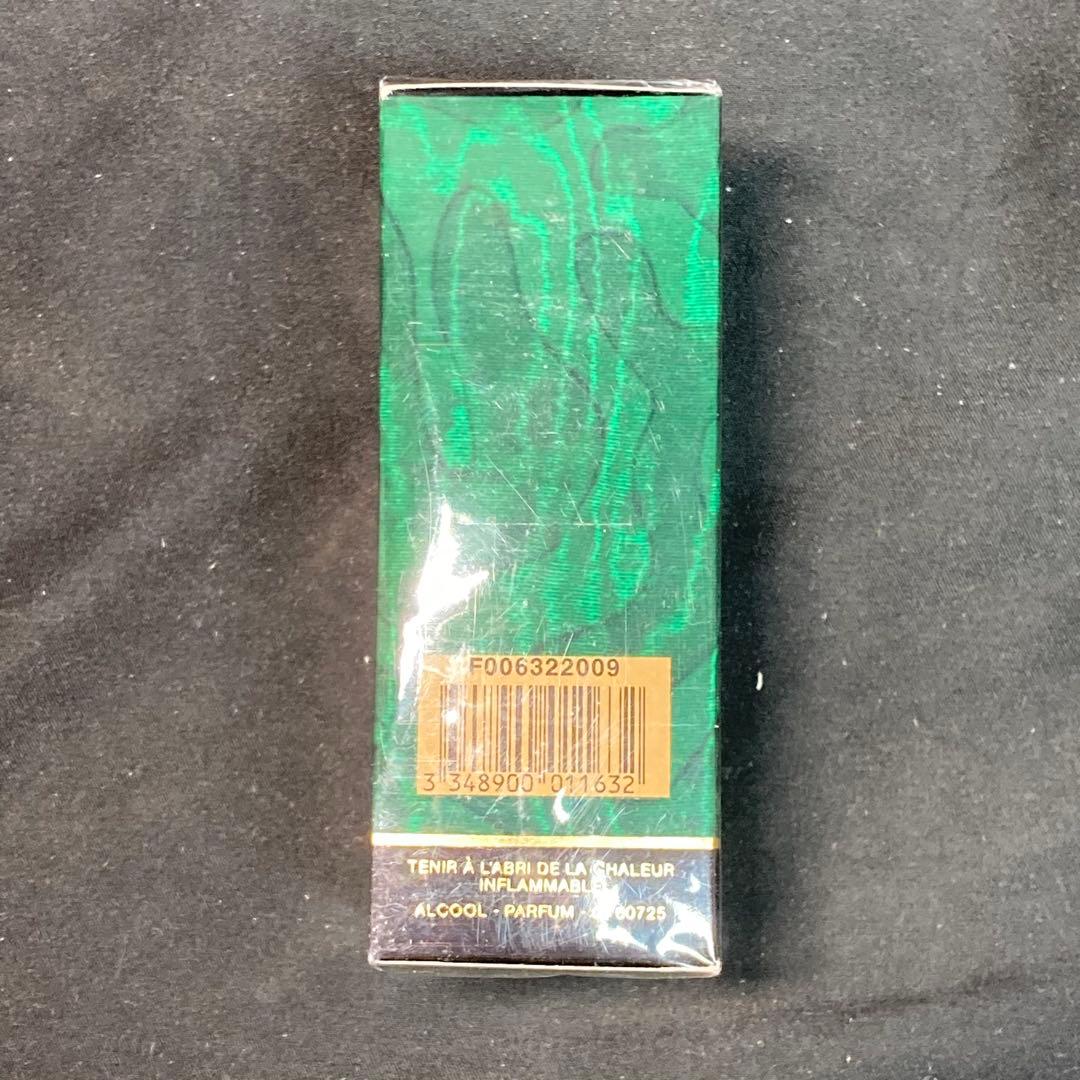 F006322009
3 348900 011632
TENIR À L'ABRI DE LA CHALEUR
INFLAMMABLE
ALCOOL - PARFUM -